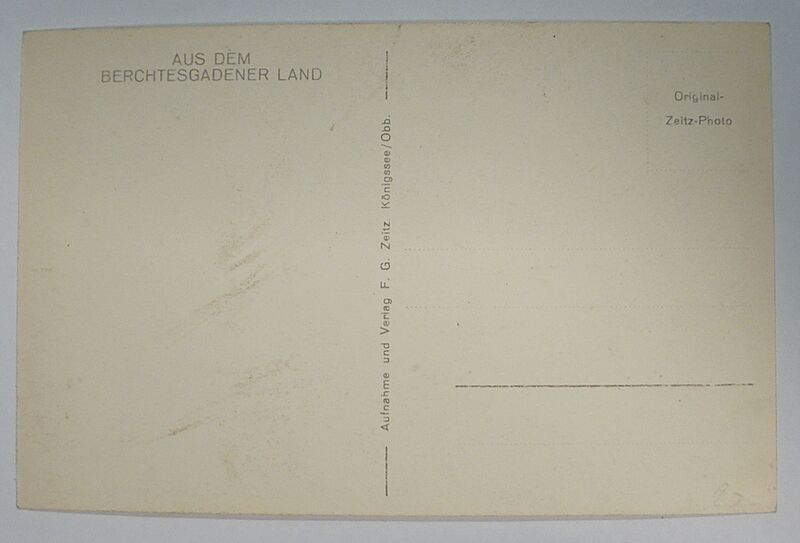 AUS DEM
BERCHTESGADENER LAND
Aufnahme und Verlag F. G. Zeitz Königssee/Obb.
Original-
Zeitz-Photo